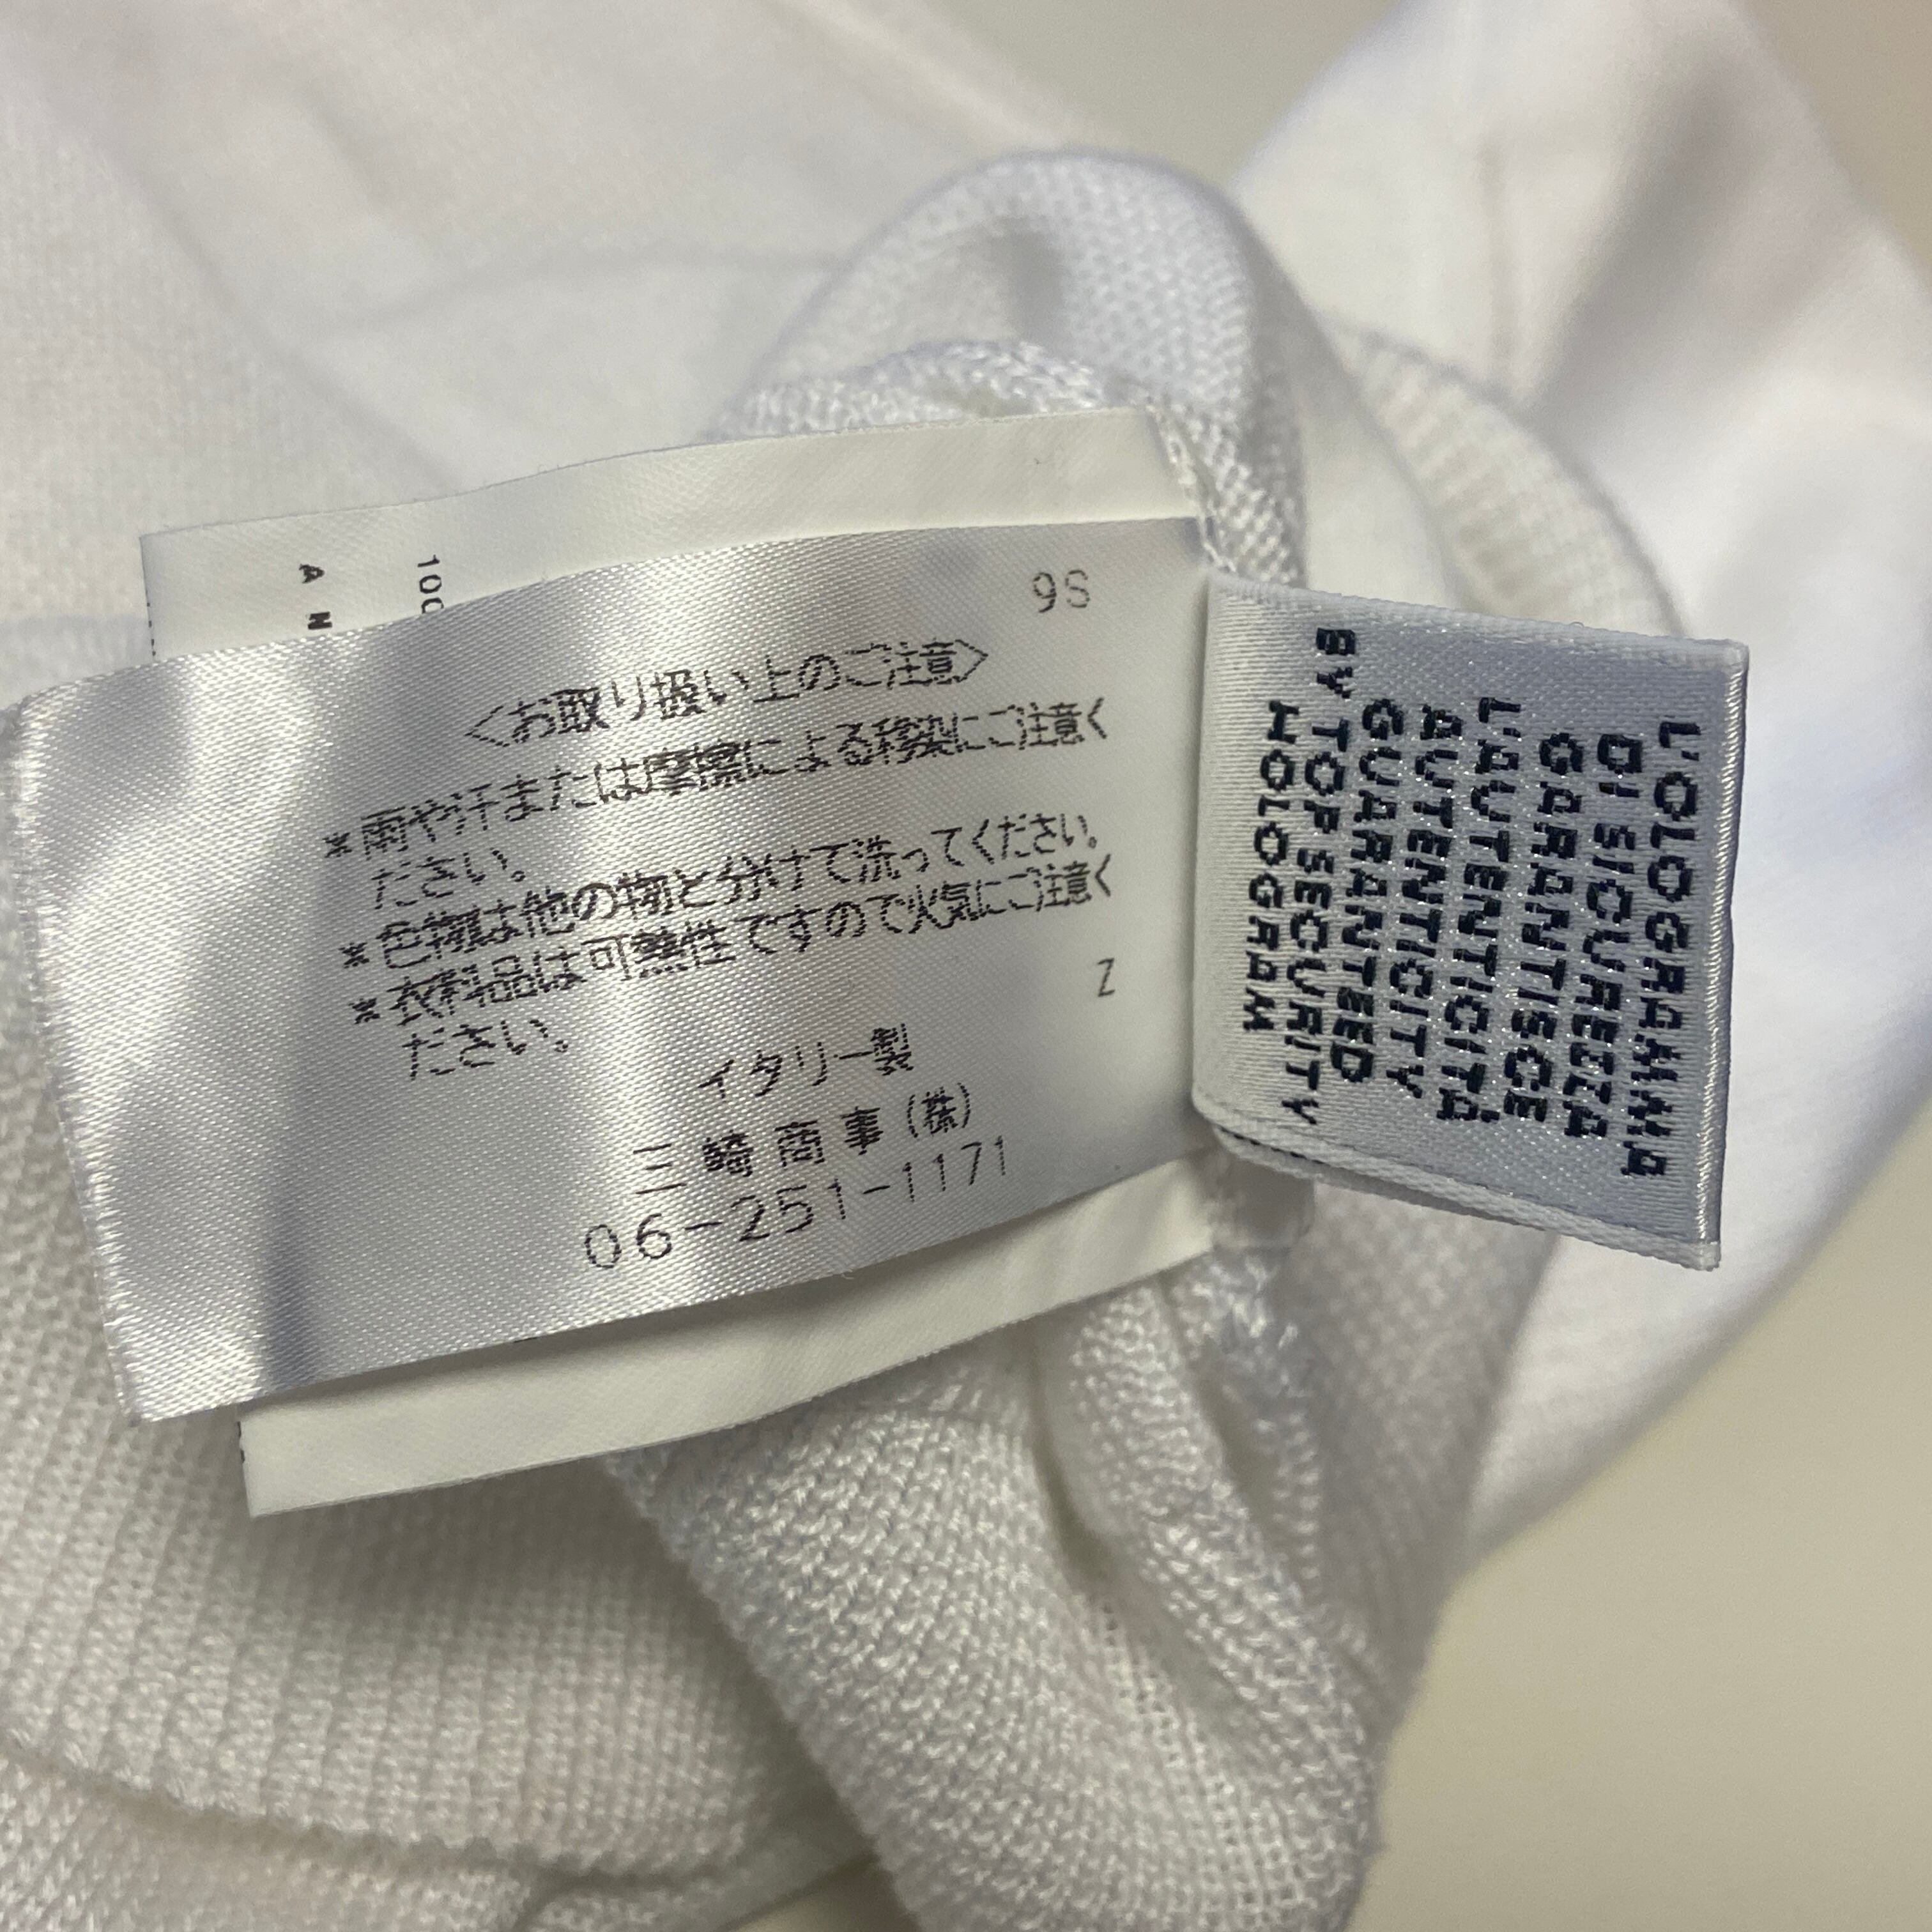 9S
<お取り扱い上のご注意>
*雨や汗または摩擦による移染にご注意く
ださい。
*色物は他の物と分けて洗ってください。
*衣料品は可燃性ですので火気にご注意く
ださい。
Z
イタリー製
三崎商事(株)
06-251-1171
L'OLOGRAMMA
DI SICUREZZA
GARANTISCE
L'AUTENTICITÀ
AUTENTICITY
GUARANTEED
BY TOP SECURITY
HOLOGRAM
100
A N